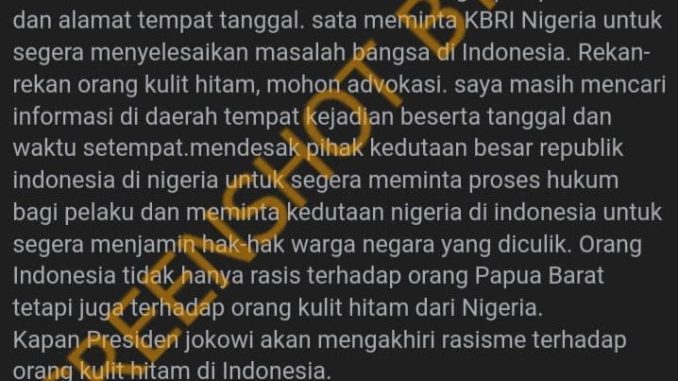 dan alamat tempat tanggal. sata meminta KBRI Nigeria untuk
segera menyelesaikan masalah bangsa di Indonesia. Rekan-
rekan orang kulit hitam, mohon advokasi. saya masih mencari
informasi di daerah tempat kejadian beserta tanggal dan
waktu setempat.mendesak pihak kedutaan besar republik
indonesia di nigeria untuk segera meminta proses hukum
bagi pelaku dan meminta kedutaan nigeria di indonesia untuk
segera menjamin hak-hak warga negara yang diculik. Orang
Indonesia tidak hanya rasis terhadap orang Papua Barat
tetapi juga terhadap orang kulit hitam dari Nigeria.
Kapan Presiden jokowi akan mengakhiri rasisme terhadap
orang kulit hitam di Indonesia.
REENSHOT B